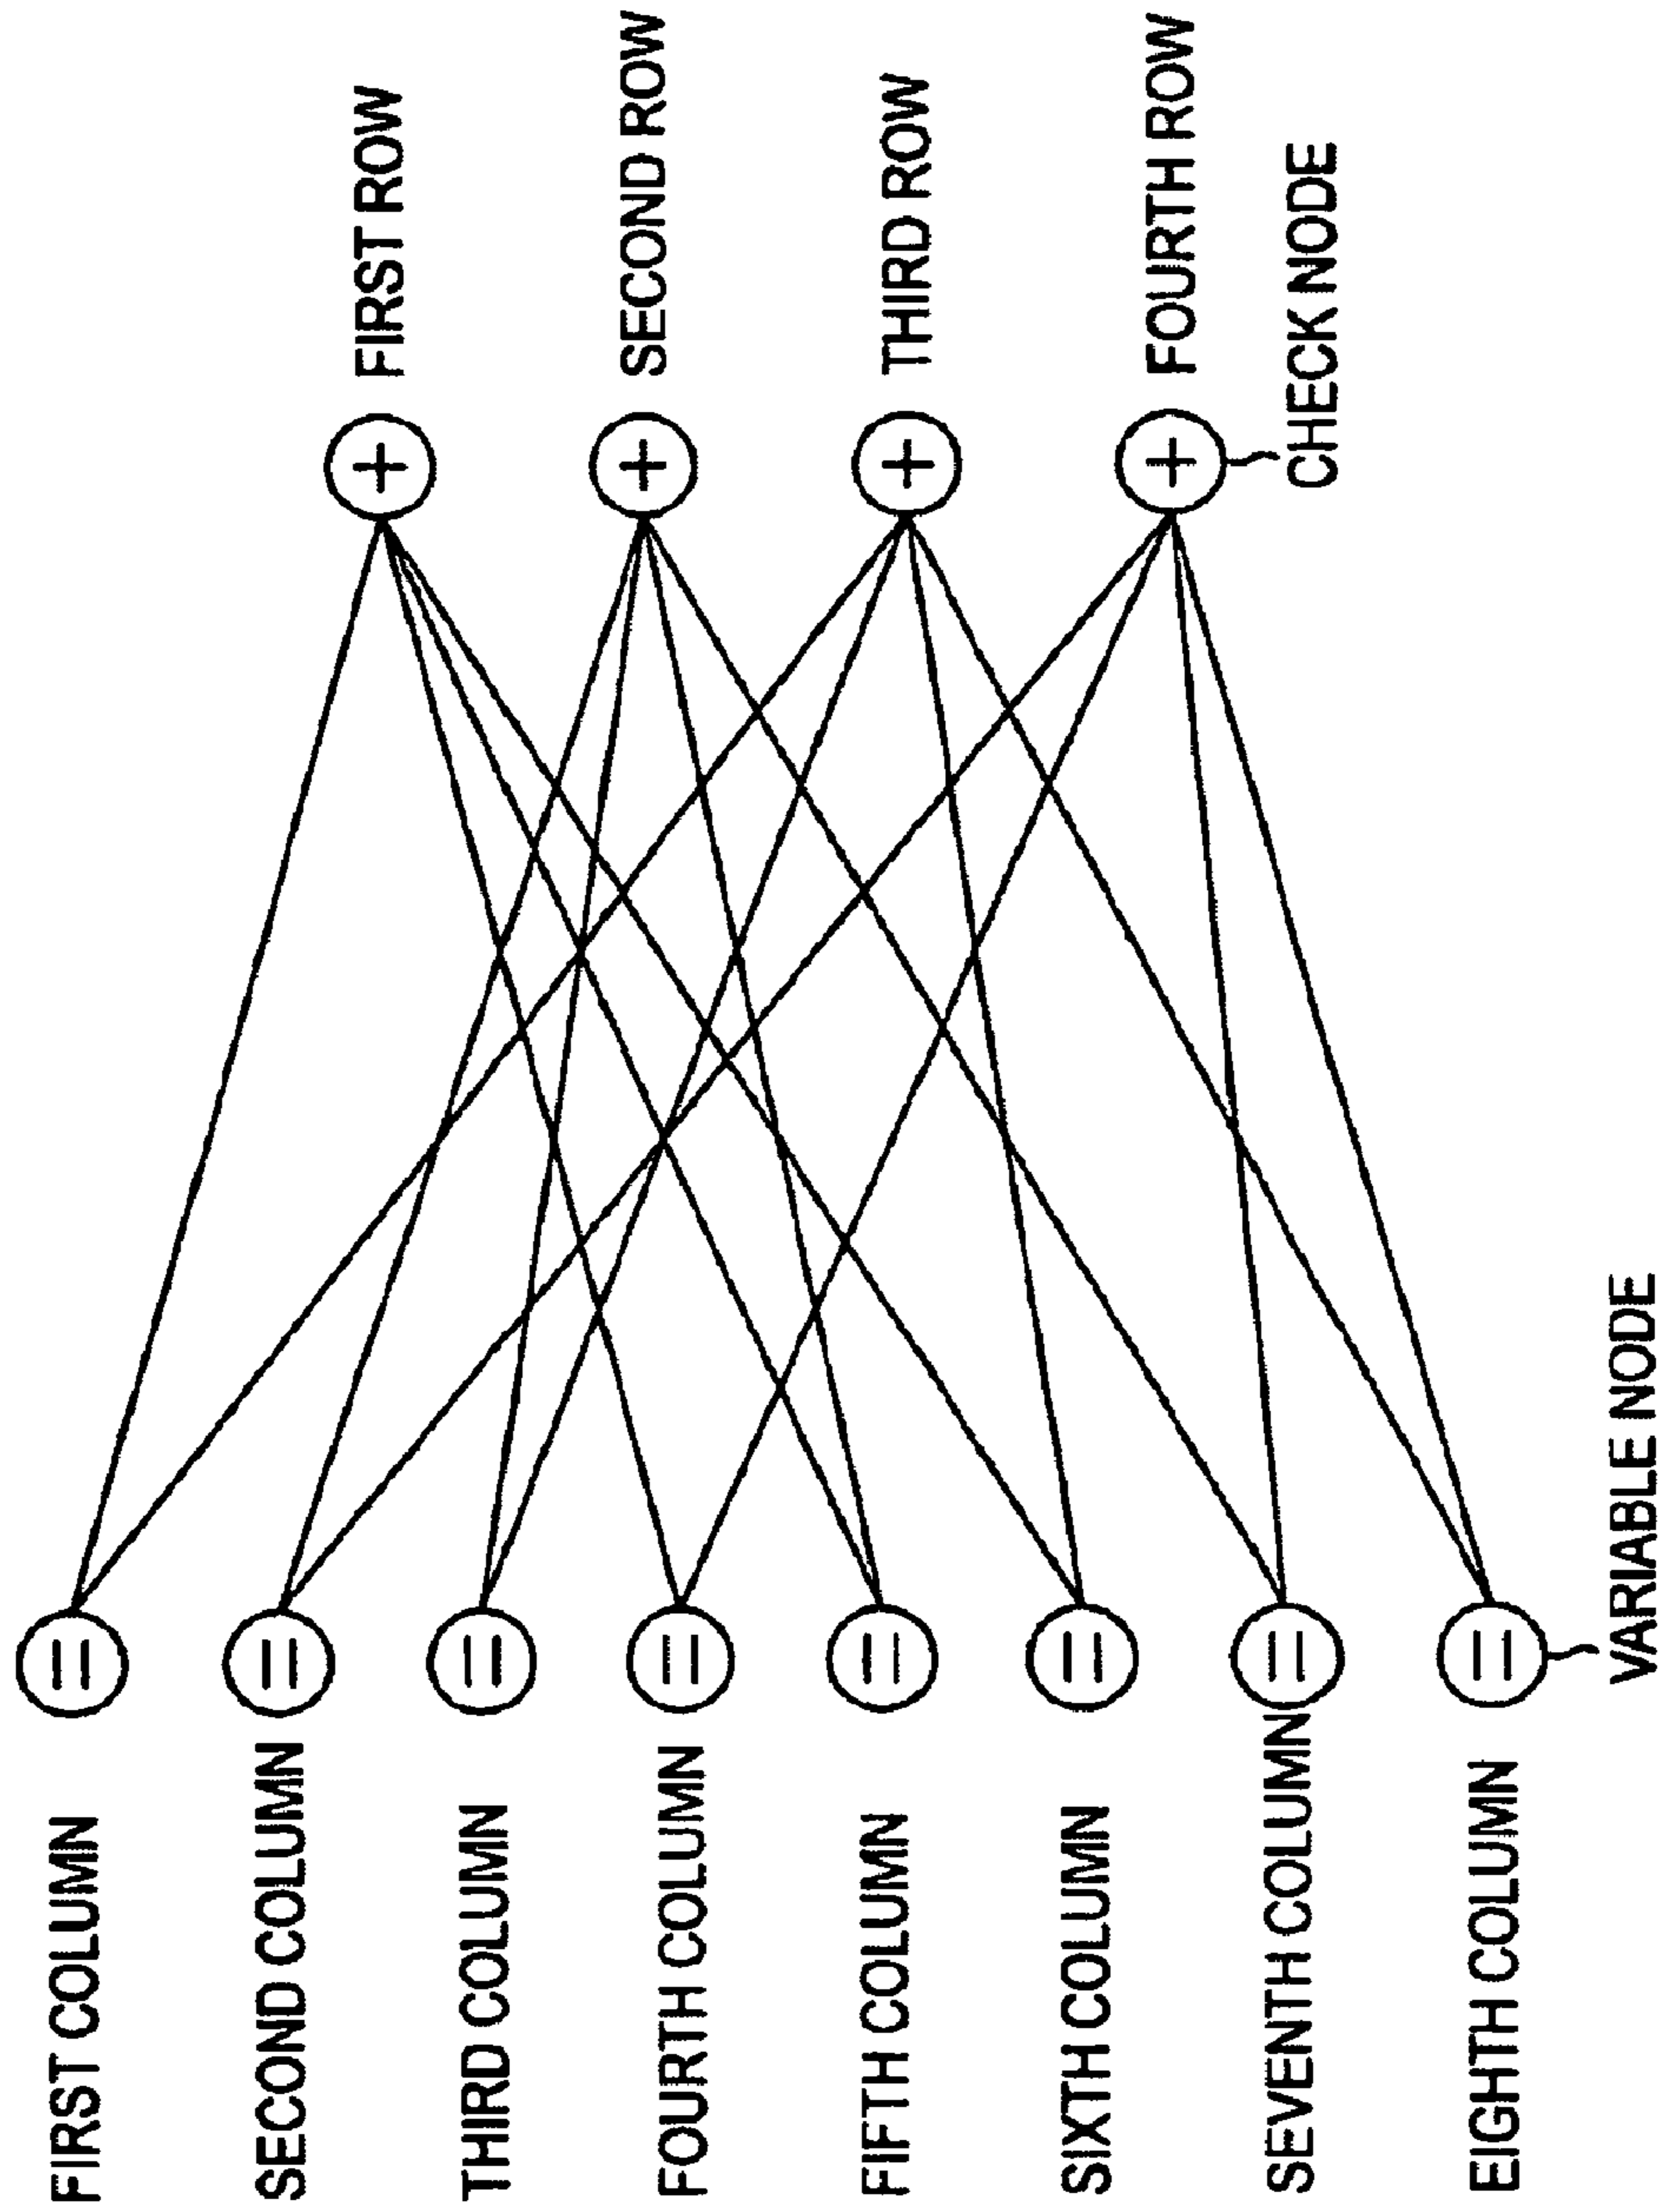 FIRST COLUMN
SECOND COLUMN
THIRD COLUMN
FOURTH COLUMN
FIFTH COLUMN
SIXTH COLUMN
SEVENTH COLUMN
EIGHTH COLUMN
=
=
=
=
=
=
=
=
VARIABLE NODE
+
+
+
+
FIRST ROW
SECOND ROW
THIRD ROW
FOURTH ROW
CHECK NODE